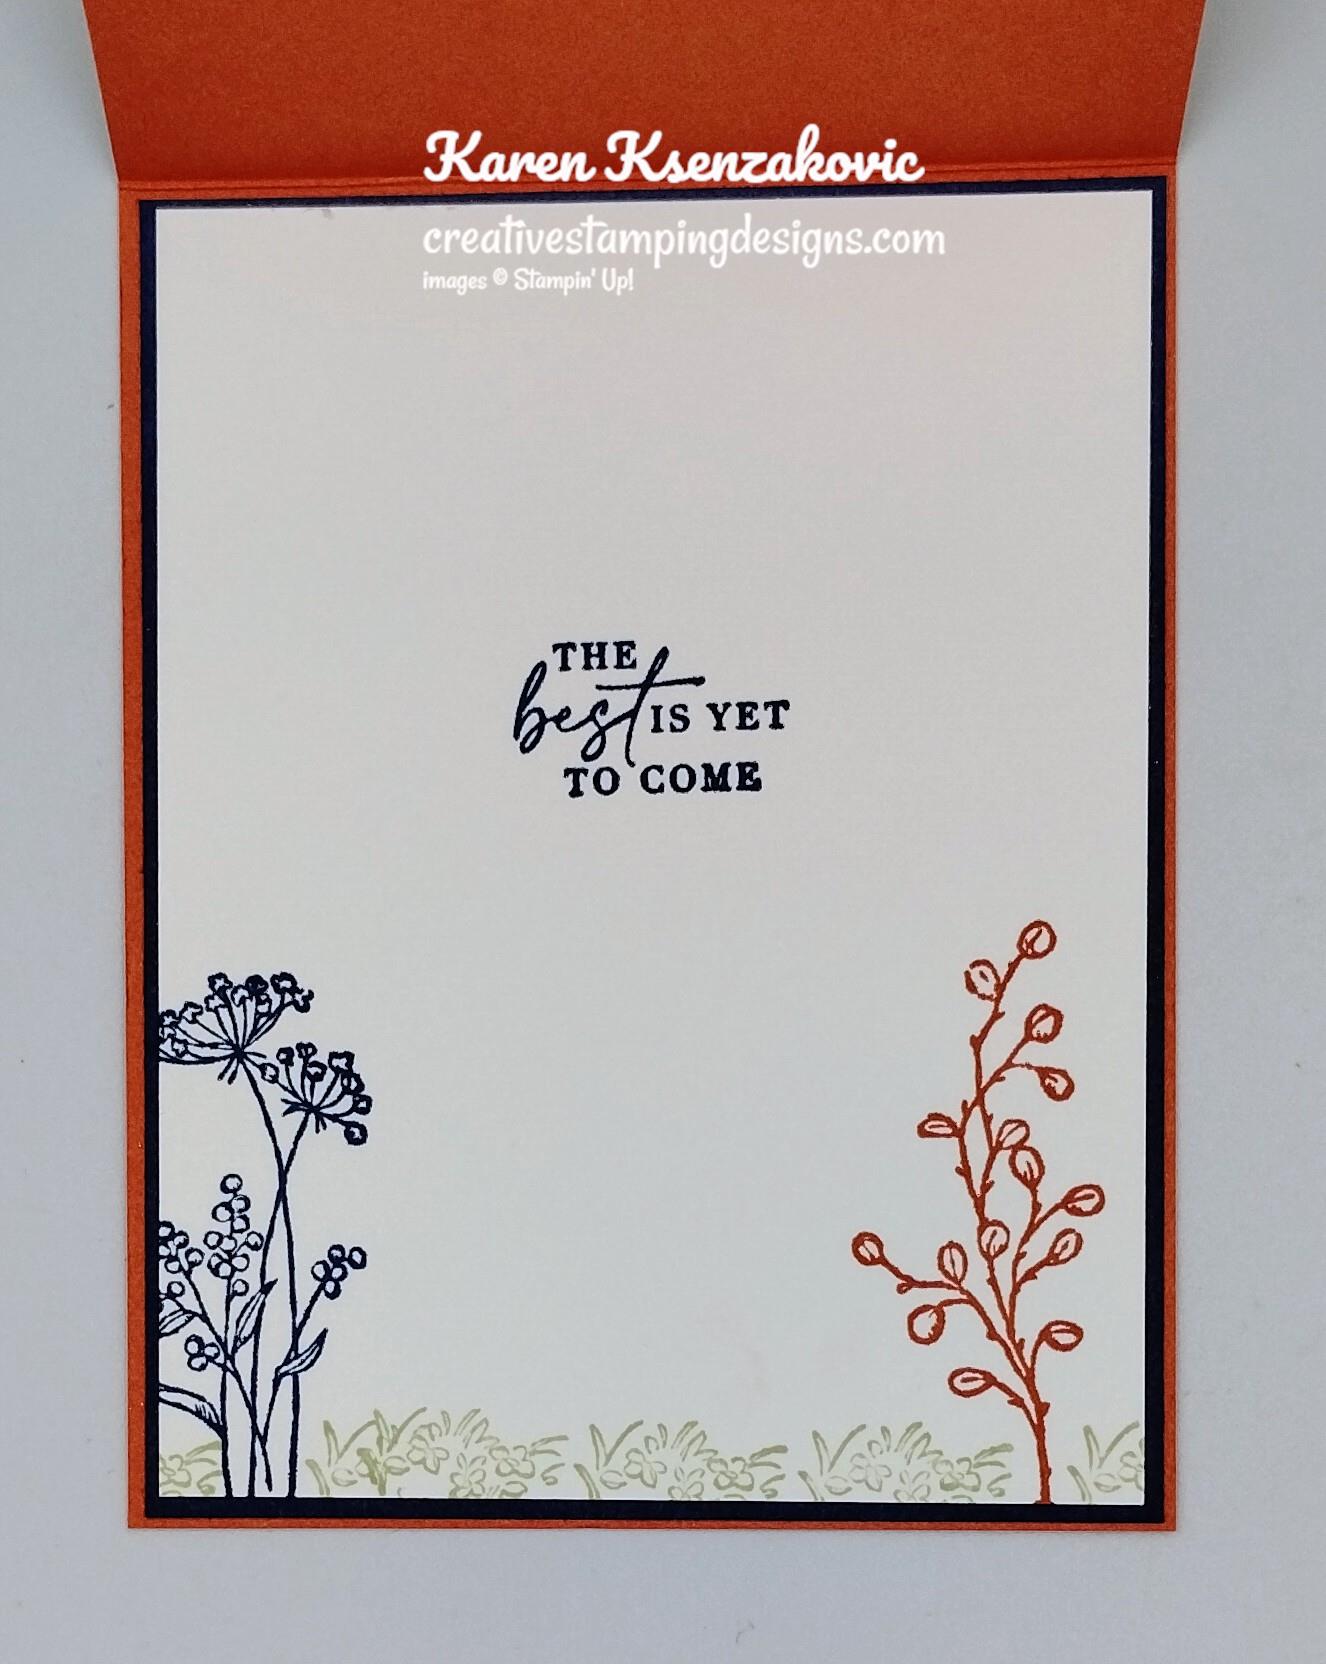 Karen Ksenzakovic
creativestampingdesigns.com
images © Stampin' Up!
THE
best IS YET
TO COME